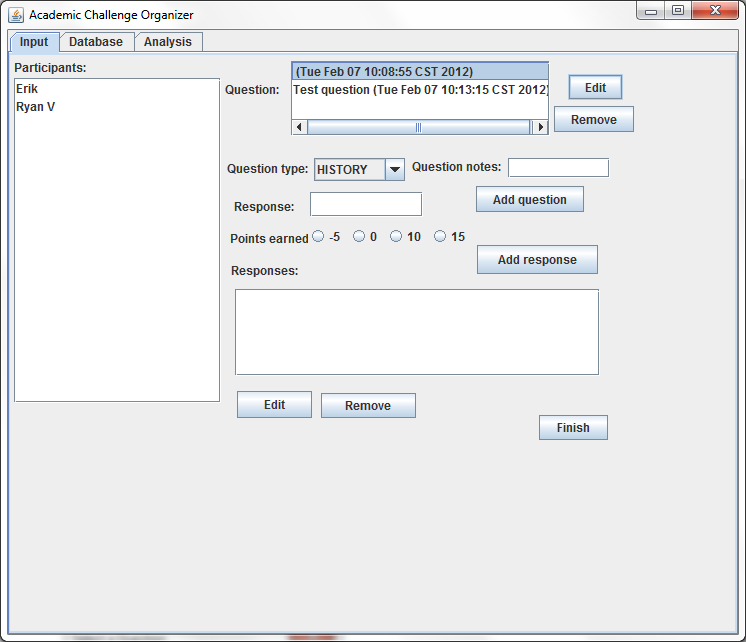 Academic Challenge Organizer
Input Database Analysis
Participants:
Erik
Ryan V
Question:
(Tue Feb 07 10:08:55 CST 2012)
Test question (Tue Feb 07 10:13:15 CST 2012)
Edit
Remove
Question type: HISTORY Question notes:
Response: Add question
Points earned -5 0 10 15
Add response
Responses:
Edit Remove
Finish